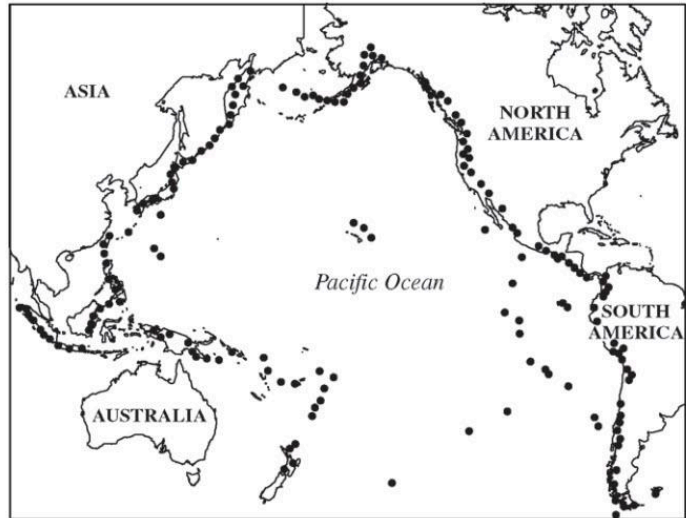 ASIA
NORTH
AMERICA
Pacific Ocean
SOUTH
AMERICA
AUSTRALIA